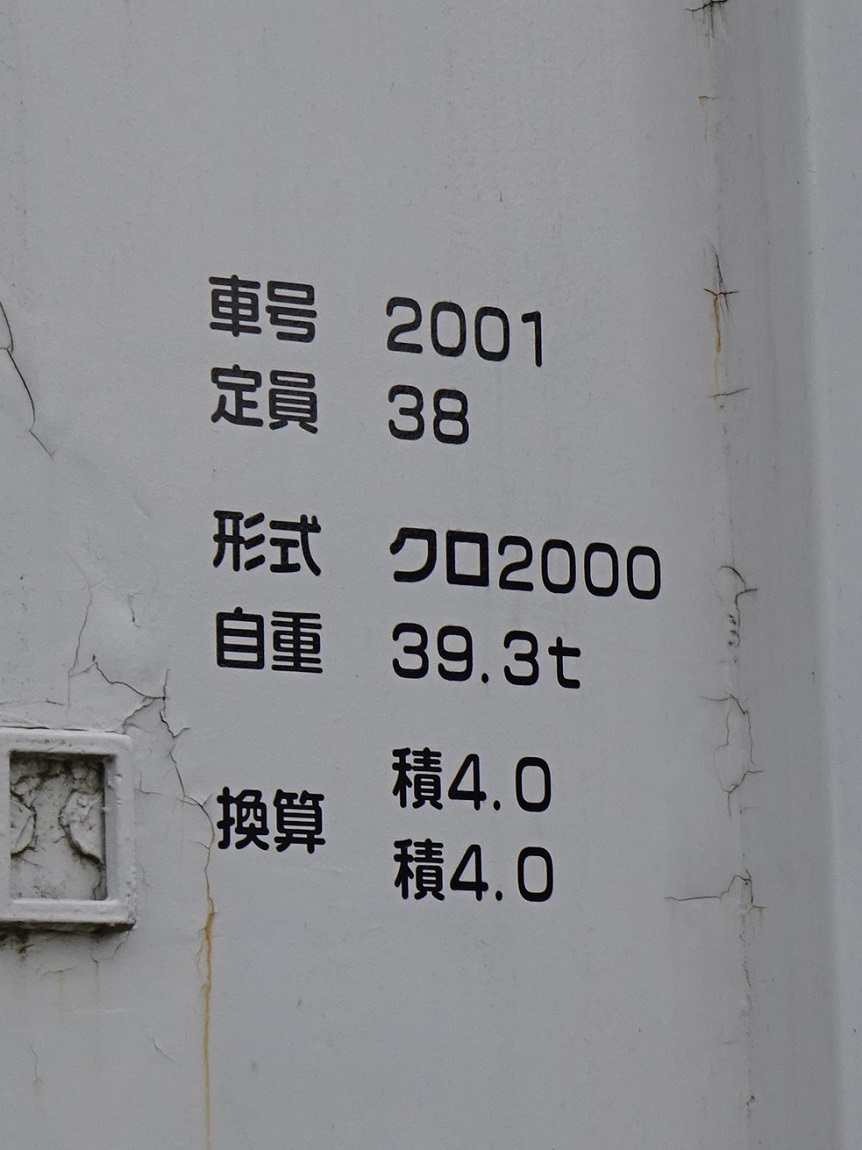 車号 2001
定員 38
形式 クロ2000
自重 39.3t
換算 積4.0
積4.0